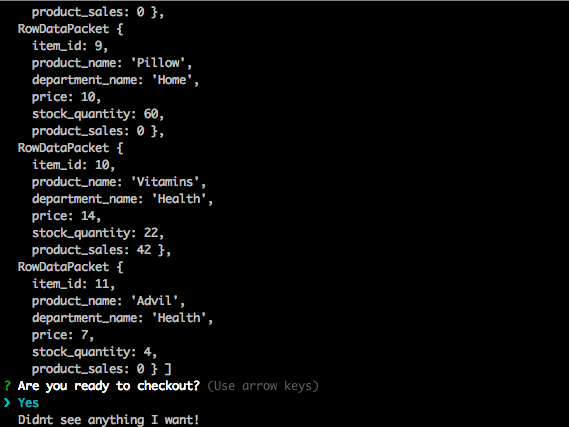 product_sales: 0 },
RowDataPacket {
item_id: 9,
product_name: 'Pillow',
department_name: 'Home',
price: 10,
stock_quantity: 60,
product_sales: 0 },
RowDataPacket {
item_id: 10,
product_name: 'Vitamins',
department_name: 'Health',
price: 14,
stock_quantity: 22,
product_sales: 42 },
RowDataPacket {
item_id: 11,
product_name: 'Advil',
department_name: 'Health',
price: 7,
stock_quantity: 4,
product_sales: 0 } ]
? Are you ready to checkout? (Use arrow keys)
❯ Yes
Didnt see anything I want!